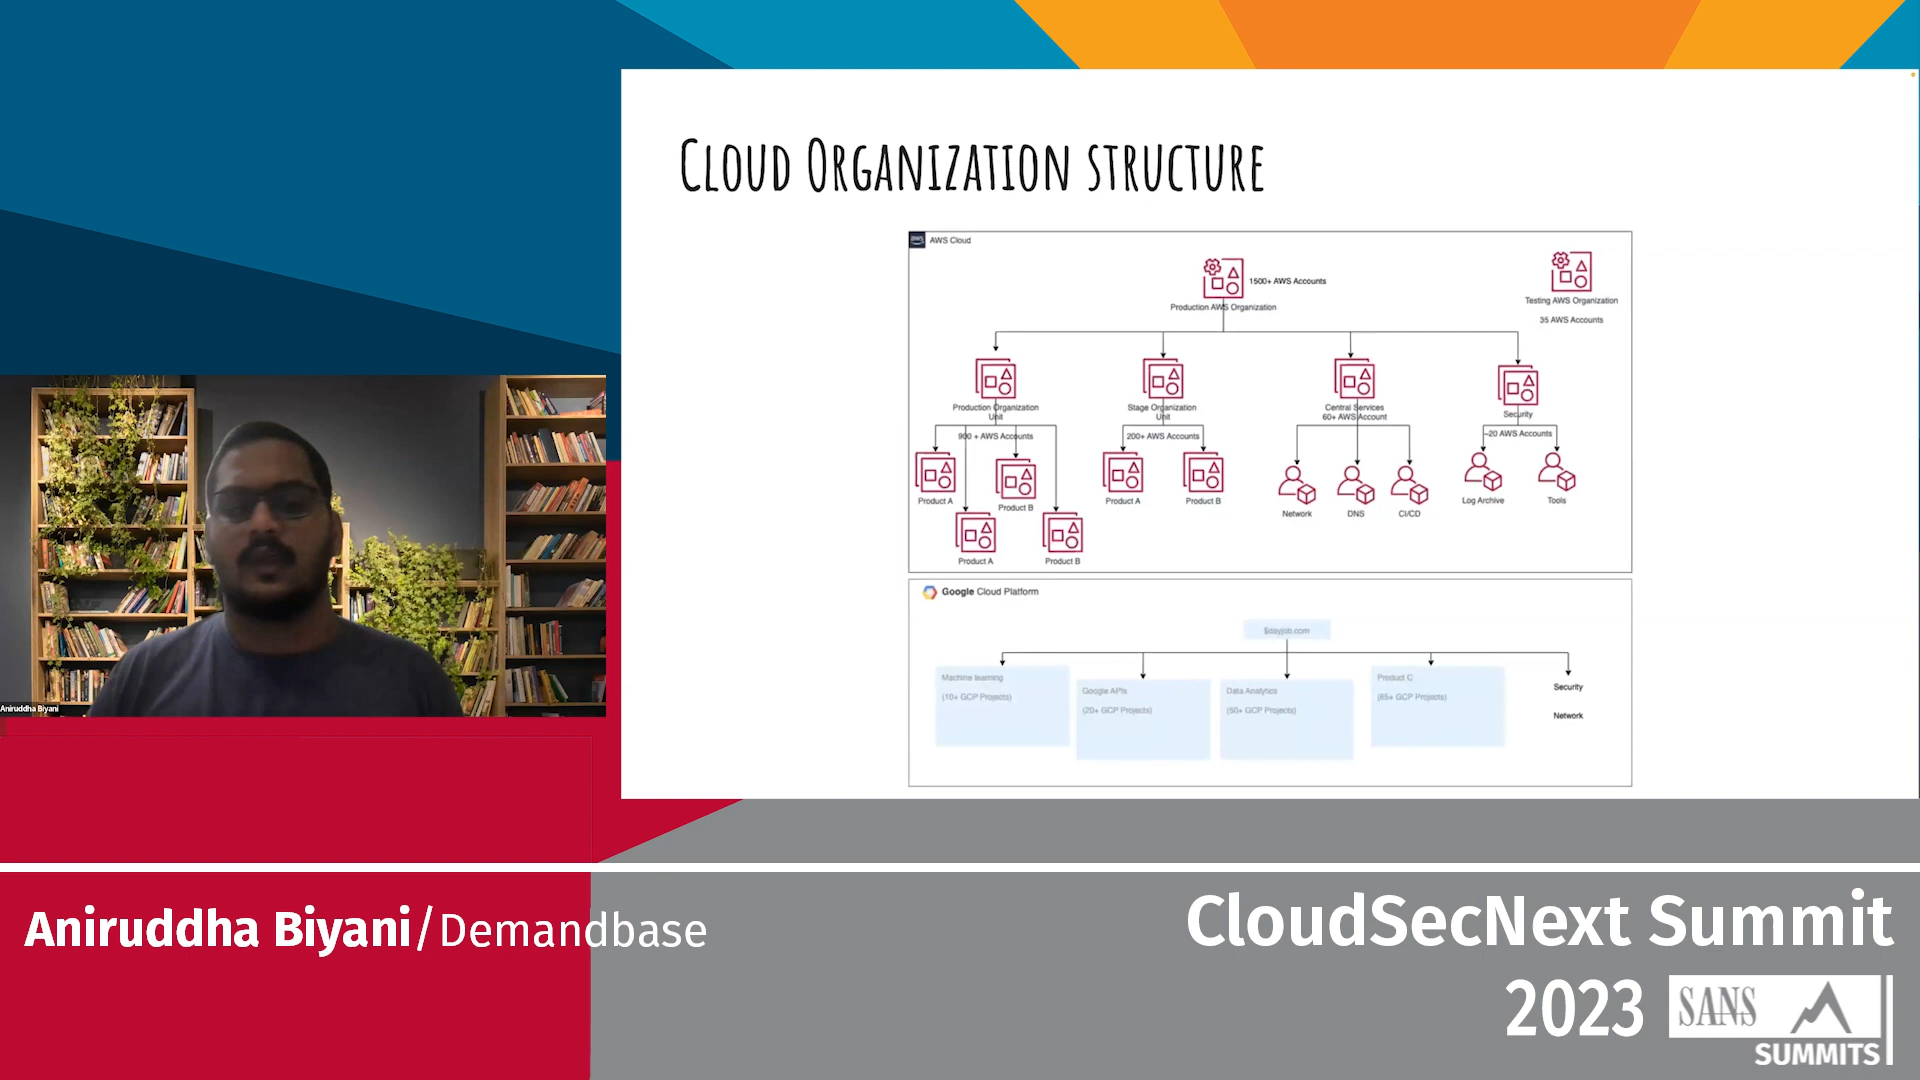 CLOUD ORGANIZATION STRUCTURE
aws
AWS Cloud
1500+ AWS Accounts
Production AWS Organization
Testing AWS Organization
35 AWS Accounts
Production Organization
Unit
900 + AWS Accounts
Stage Organization
Unit
200+ AWS Accounts
Central Services
60+ AWS Account
Security
~20 AWS Accounts
Product A
Product B
Product A
Product B
Product A
Product B
Network
DNS
CI/CD
Log Archive
Tools
Google Cloud Platform
$dayjob.com
Machine learning
(10+ GCP Projects)
Google APIs
(20+ GCP Projects)
Data Analytics
(50+ GCP Projects)
Product C
(85+ GCP Projects)
Security
Network
Aniruddha Biyani
Aniruddha Biyani/Demandbase
CloudSecNext Summit
2023
SANS
SUMMITS